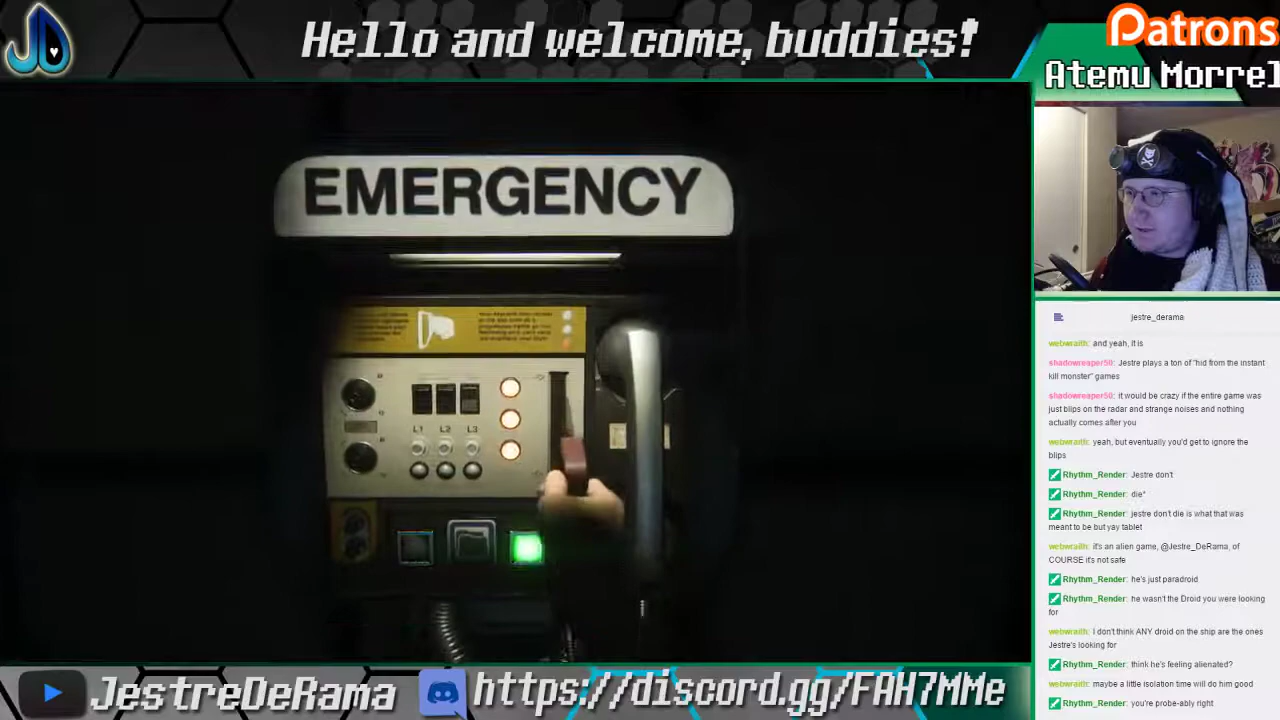 Hello and welcome, buddies!
Patrons
Atemu Morrel
EMERGENCY
L1 L2 L3
jestre_derama
webwraith: and yeah, it is
shadowreaper50: Jestre plays a ton of "hid from the instant
kill monster" games
shadowreaper50: it would be crazy if the entire game was
just blips on the radar and strange noises and nothing
actually comes after you
webwraith: yeah, but eventually you'd get to ignore the
blips
Rhythm_Render: Jestre don't
Rhythm_Render: die*
Rhythm_Render: jestre don't die is what that was
meant to be but yay tablet
webwraith: it's an alien game, @Jestre_DeRama, of
COURSE it's not safe
Rhythm_Render: he's just paradroid
Rhythm_Render: he wasn't the Droid you were looking
for
webwraith: I don't think ANY droid on the ship are the ones
Jestre's looking for
Rhythm_Render: think he's feeling alienated?
webwraith: maybe a little isolation time will do him good
Rhythm_Render: you're probe-ably right
JestreDeRama
https://discord.gg/FAH7MMe